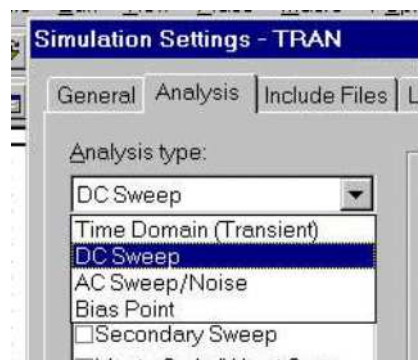 Simulation Settings - TRAN
General Analysis Include Files
Analysis type:
DC Sweep
Time Domain (Transient)
DC Sweep
AC Sweep/Noise
Bias Point
Secondary Sweep